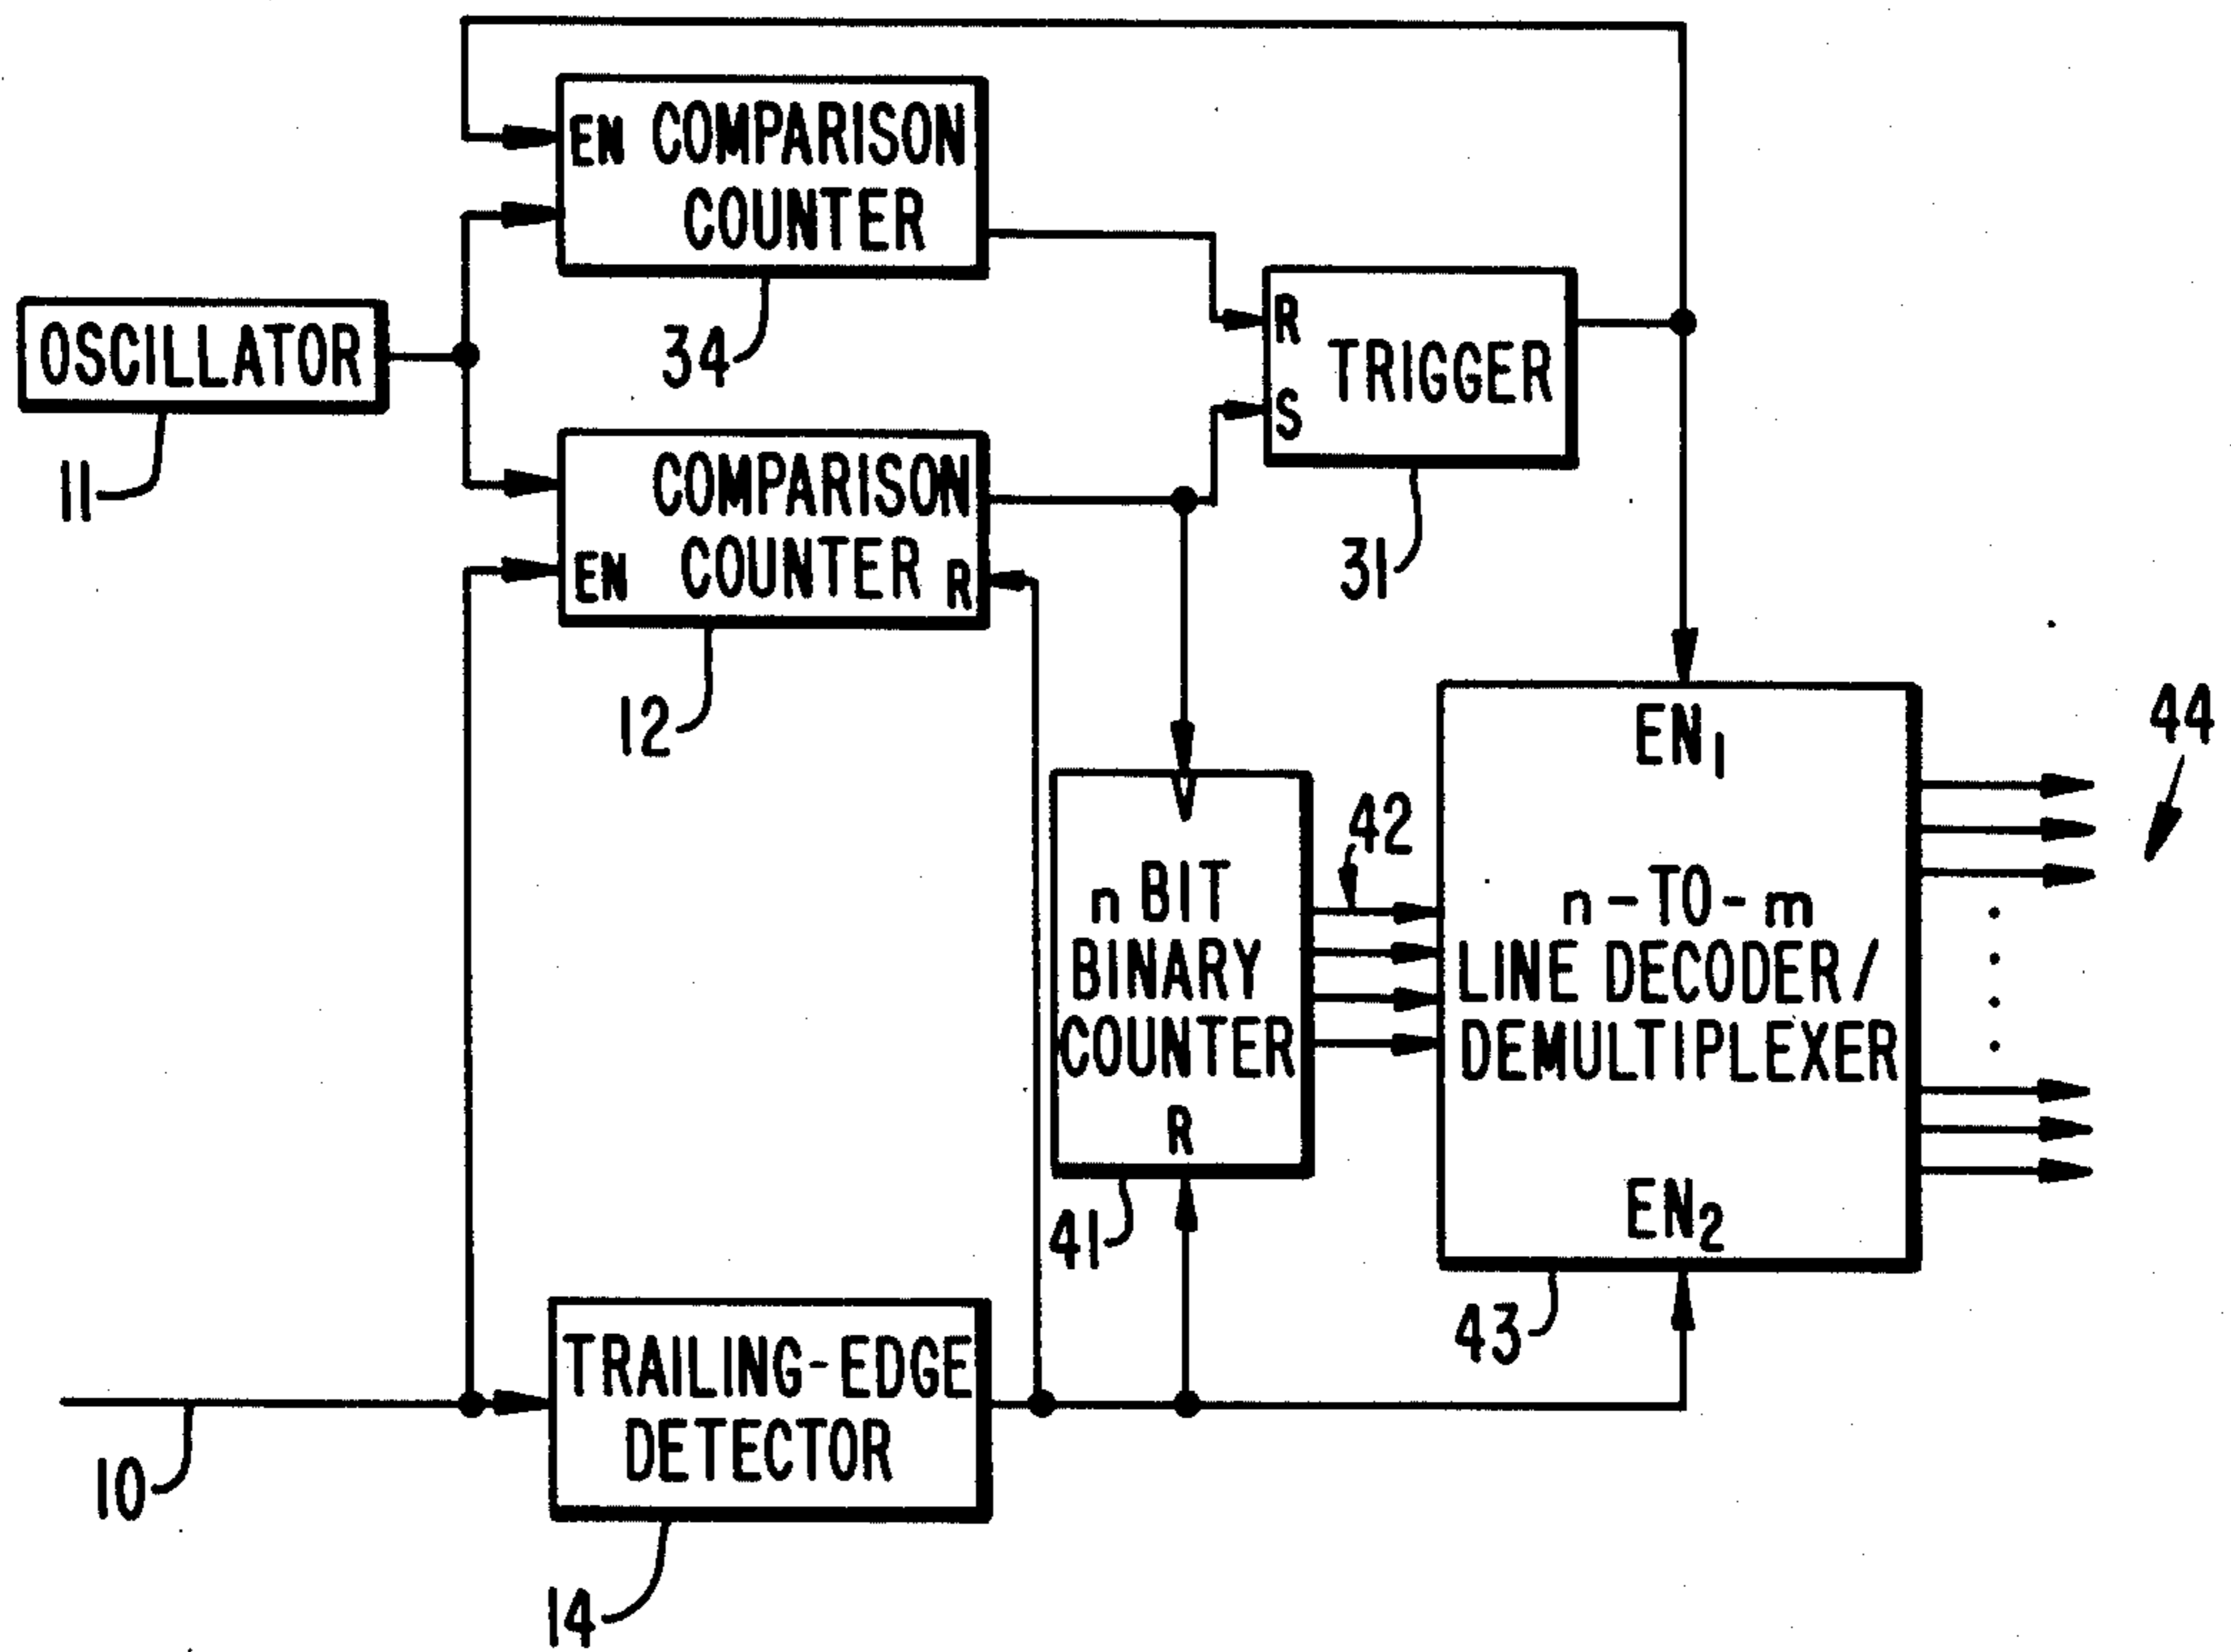 EN COMPARISON
COUNTER
34
OSCILLATOR
11
R
S
TRIGGER
31
COMPARISON
EN COUNTER R
12
EN1
44
n BIT
BINARY
COUNTER
R
41
42
n-TO-m
LINE DECODER/
DEMULTIPLEXER
EN2
43
10
TRAILING-EDGE
DETECTOR
14